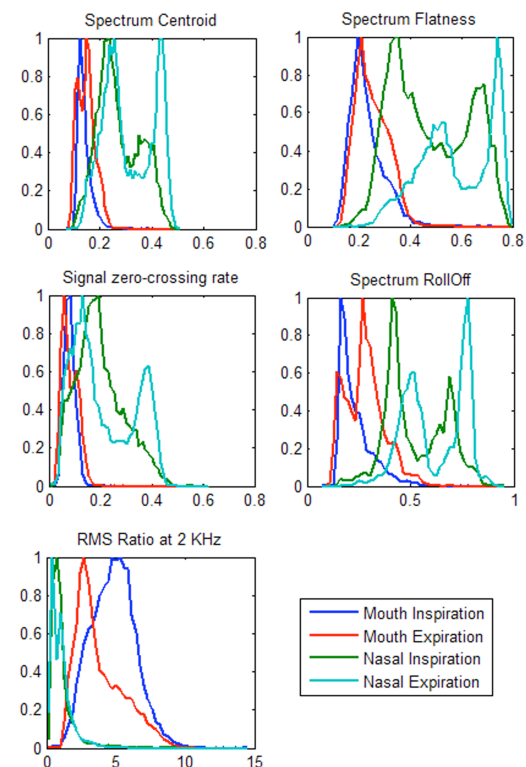 Spectrum Centroid
1
0.8
0.6
0.4
0.2
0
0 0.2 0.4 0.6 0.8
Spectrum Flatness
1
0.8
0.6
0.4
0.2
0
0 0.2 0.4 0.6 0.8
Signal zero-crossing rate
1
0.8
0.6
0.4
0.2
0
0 0.2 0.4 0.6 0.8
Spectrum RollOff
1
0.8
0.6
0.4
0.2
0
0 0.5 1
RMS Ratio at 2 KHz
1
0.8
0.6
0.4
0.2
0
0 5 10 15
Mouth Inspiration
Mouth Expiration
Nasal Inspiration
Nasal Expiration